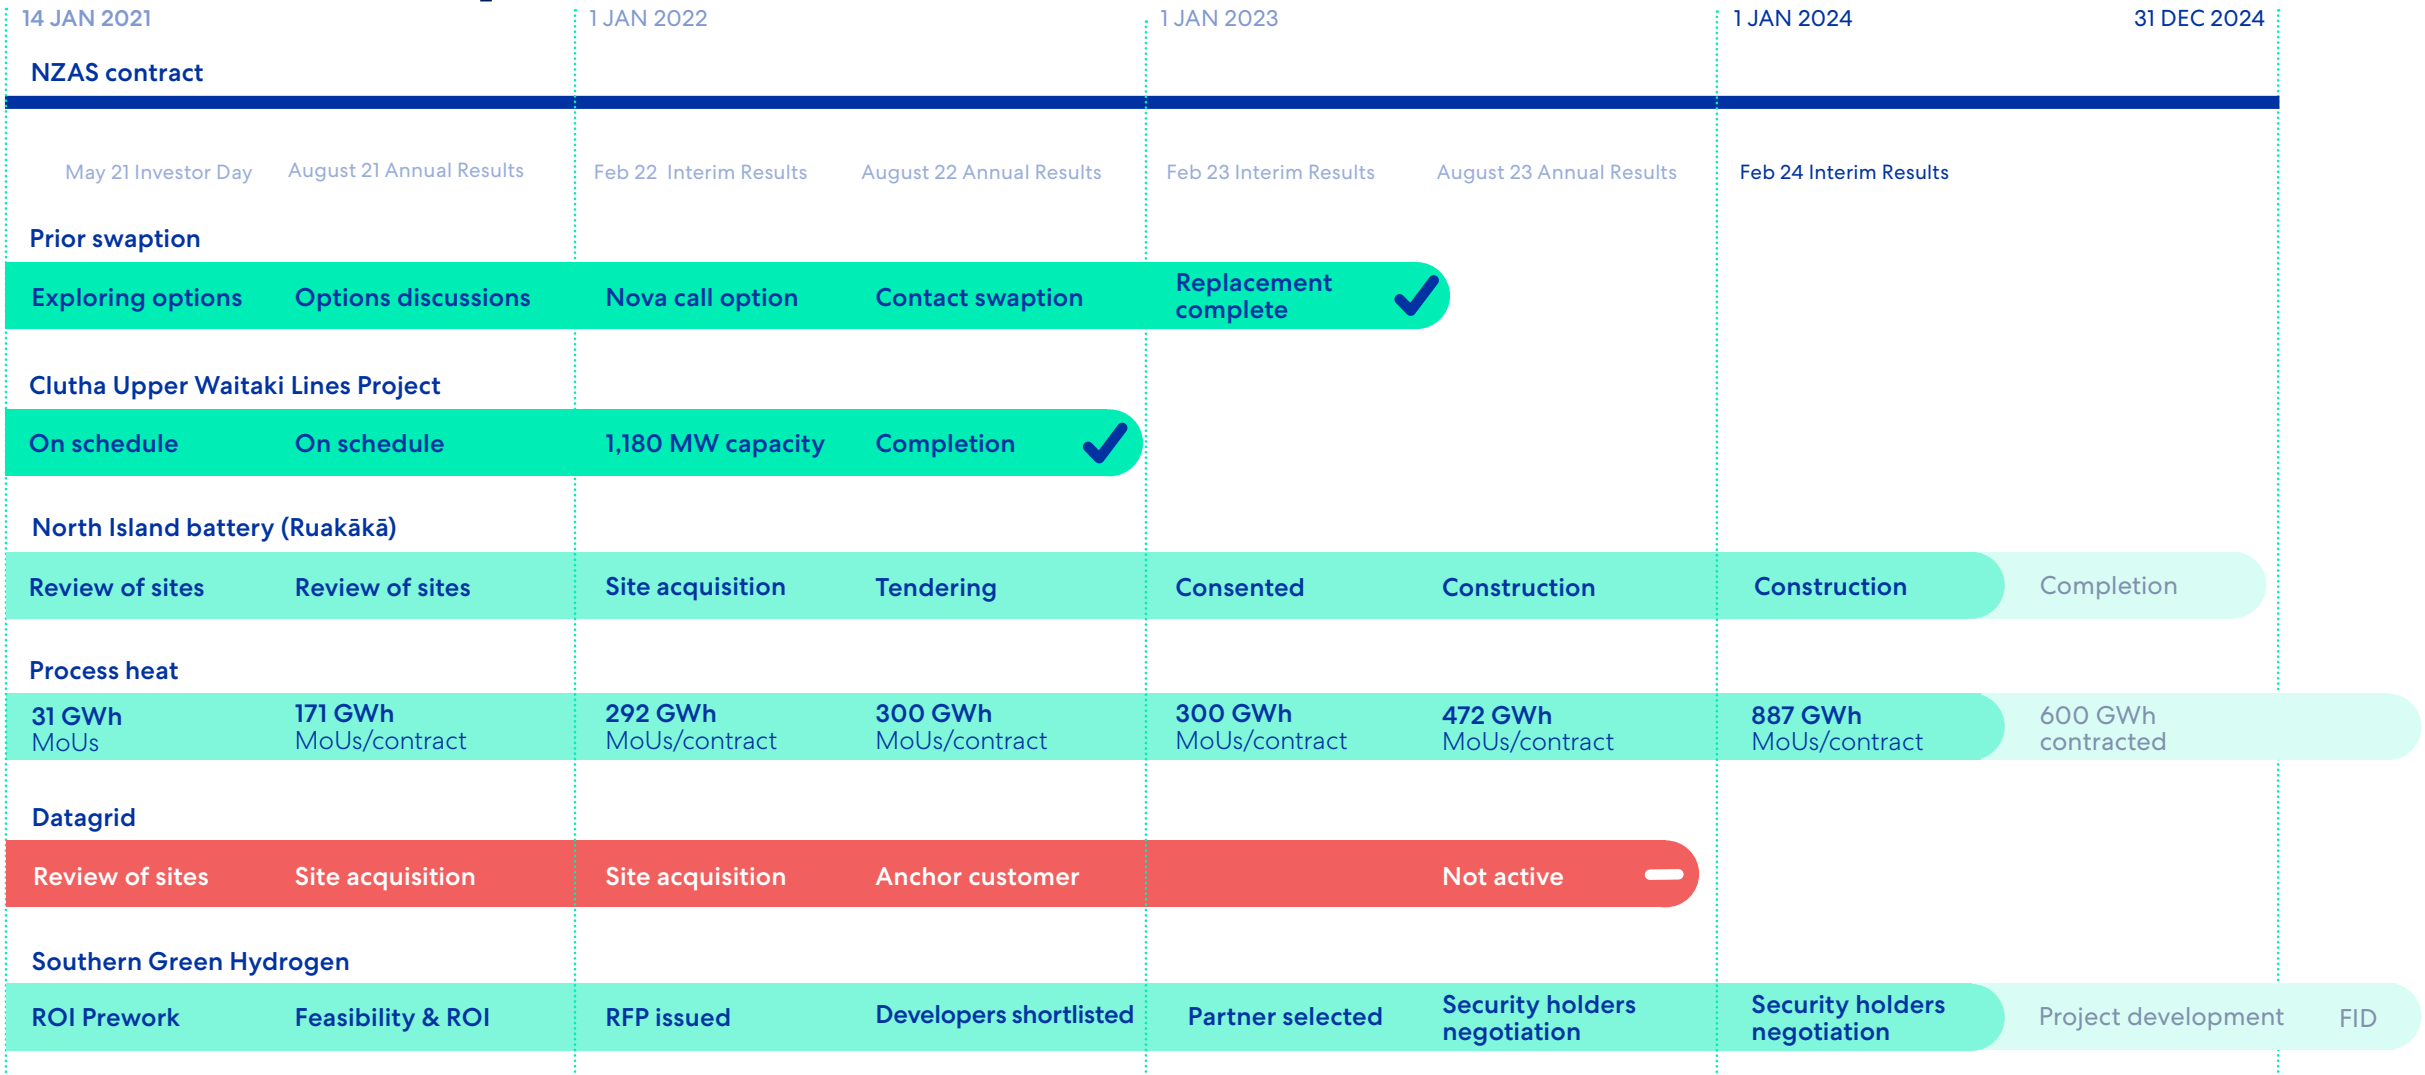 14 JAN 2021 1 JAN 2022 1 JAN 2023 1 JAN 2024 31 DEC 2024
NZAS contract
May 21 Investor Day August 21 Annual Results Feb 22 Interim Results August 22 Annual Results Feb 23 Interim Results August 23 Annual Results Feb 24 Interim Results
Prior swaption
Exploring options Options discussions Nova call option Contact swaption Replacement
complete
Clutha Upper Waitaki Lines Project
On schedule On schedule 1,180 MW capacity Completion
North Island battery (Ruakākā)
Review of sites Review of sites Site acquisition Tendering Consented Construction Construction Completion
Process heat
31 GWh 171 GWh 292 GWh 300 GWh 300 GWh 472 GWh 887 GWh 600 GWh
MoUs MoUs/contract MoUs/contract MoUs/contract MoUs/contract MoUs/contract MoUs/contract contracted
Datagrid
Review of sites Site acquisition Site acquisition Anchor customer Not active
Southern Green Hydrogen
ROI Prework Feasibility & ROI RFP issued Developers shortlisted Partner selected Security holders Security holders Project development FID
negotiation negotiation